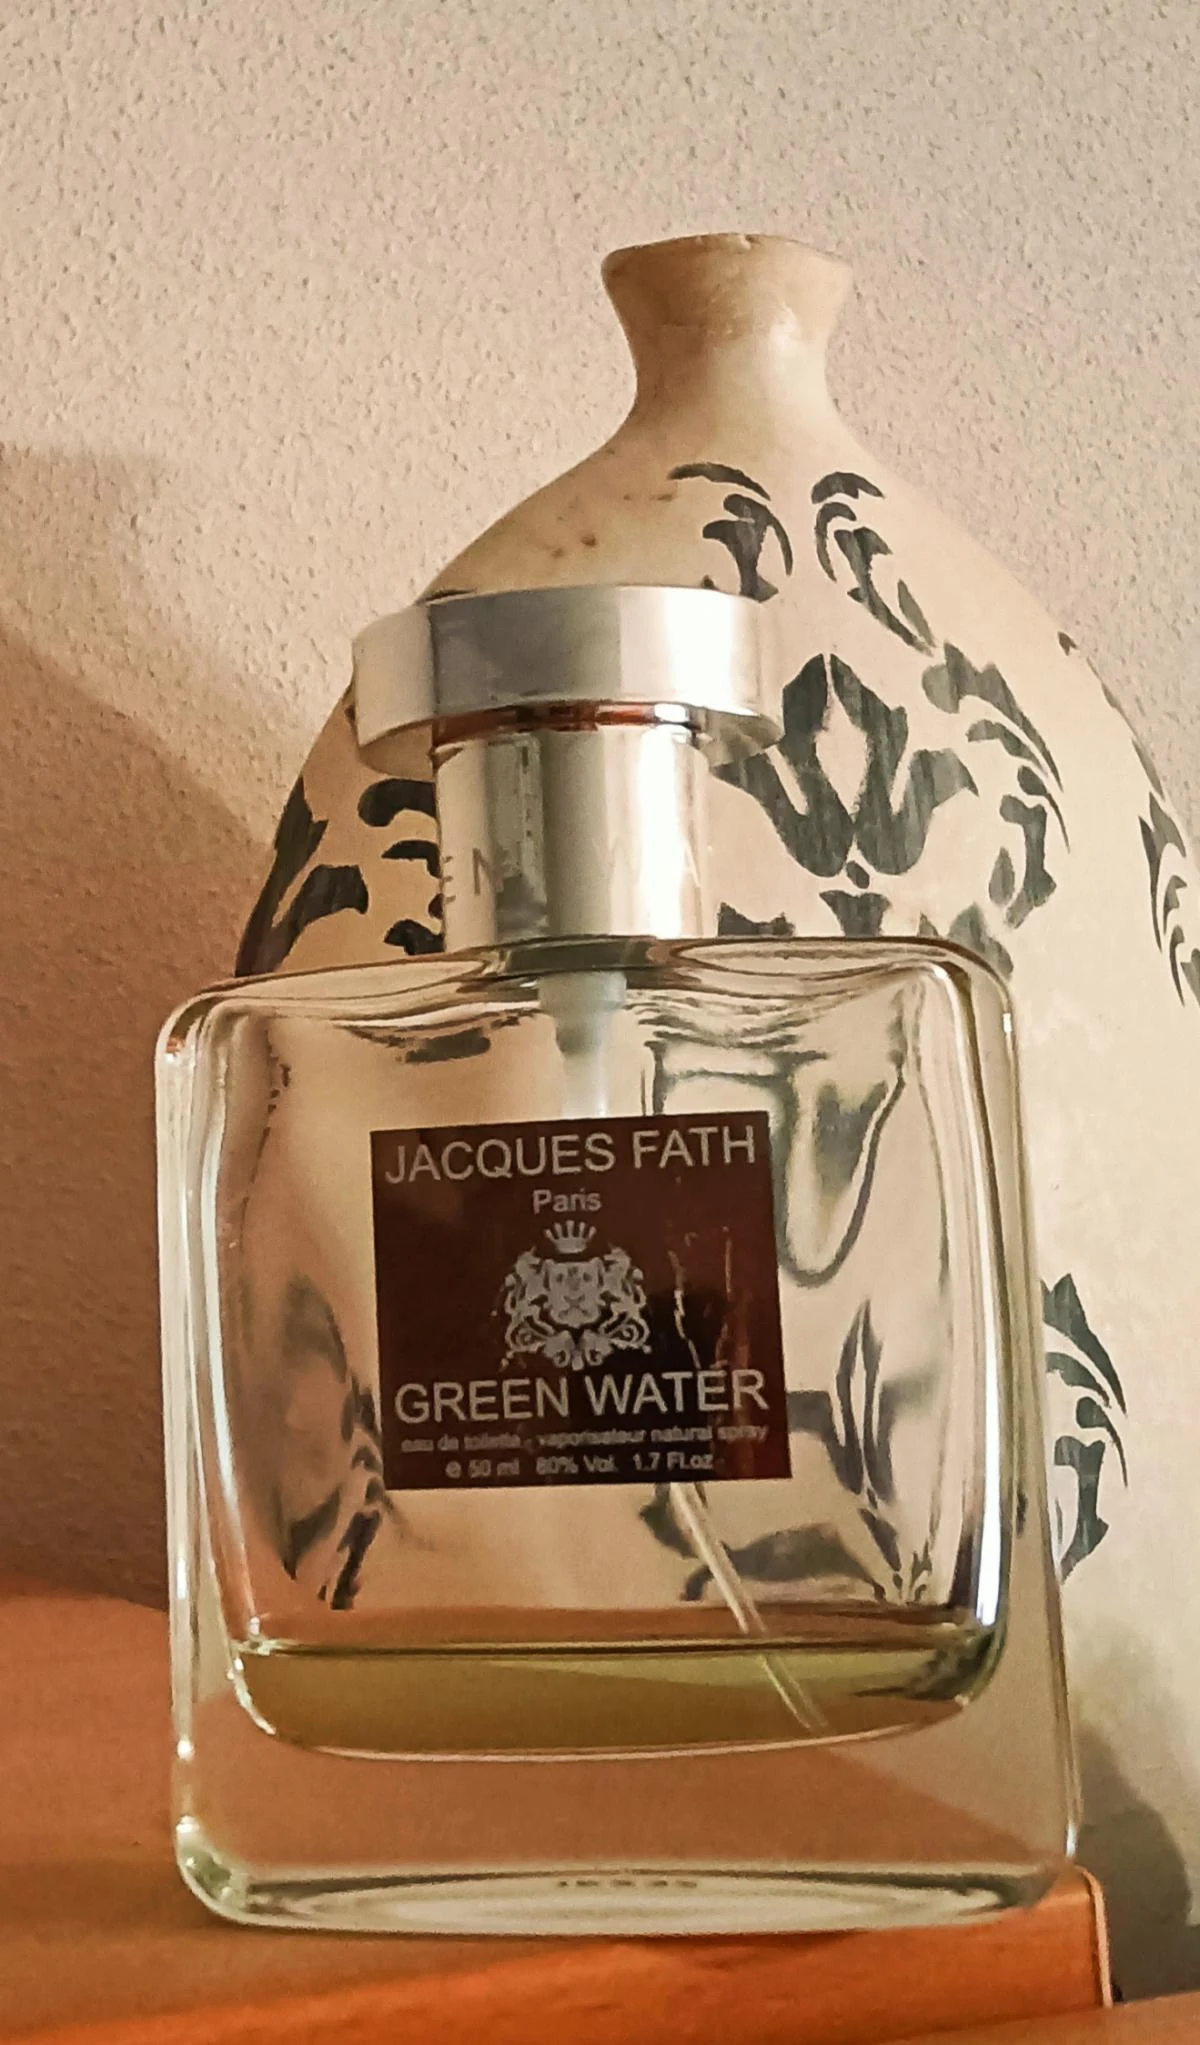 EN
JACQUES FATH
Paris
GREEN WATER
eau de toilette - vaporisateur natural spray
e 50 ml 80% Vol. 1.7 Fl.oz